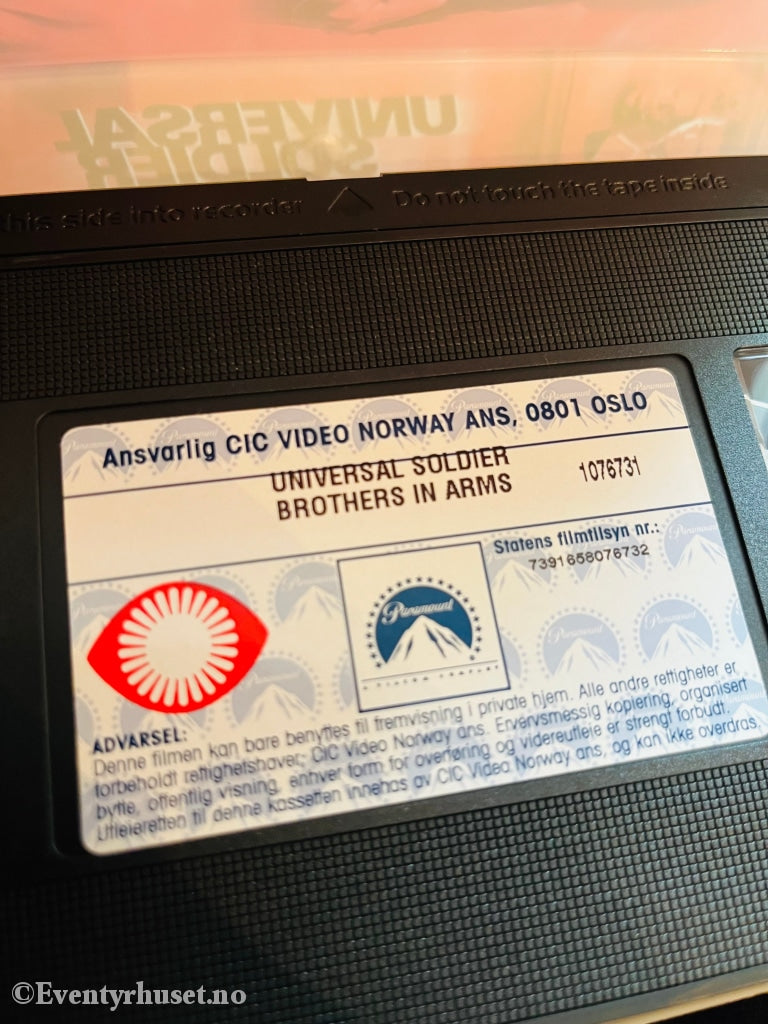 UNIVERSAL
SOLDIER
this side into recorder
Do not touch the tape inside
Ansvarlig CIC VIDEO NORWAY ANS, 0801 OSLO
UNIVERSAL SOLDIER
BROTHERS IN ARMS
1076731
Statens filmtilsyn nr.:
7391658076732
Paramount
ADVARSEL:
Denne filmen kan bare benyttes til fremvisning i private hjem. Alle andre rettigheter er
forbeholdt rettighetshaver; CIC Video Norway ans. Ervervsmessig kopiering, organisert
bytte, offentlig visning, enhver form for overføring og videreutleie er strengt forbudt.
Utleieretten til denne kassetten innehas av CIC Video Norway ans, og kan ikke overdras.
©Eventyrhuset.no